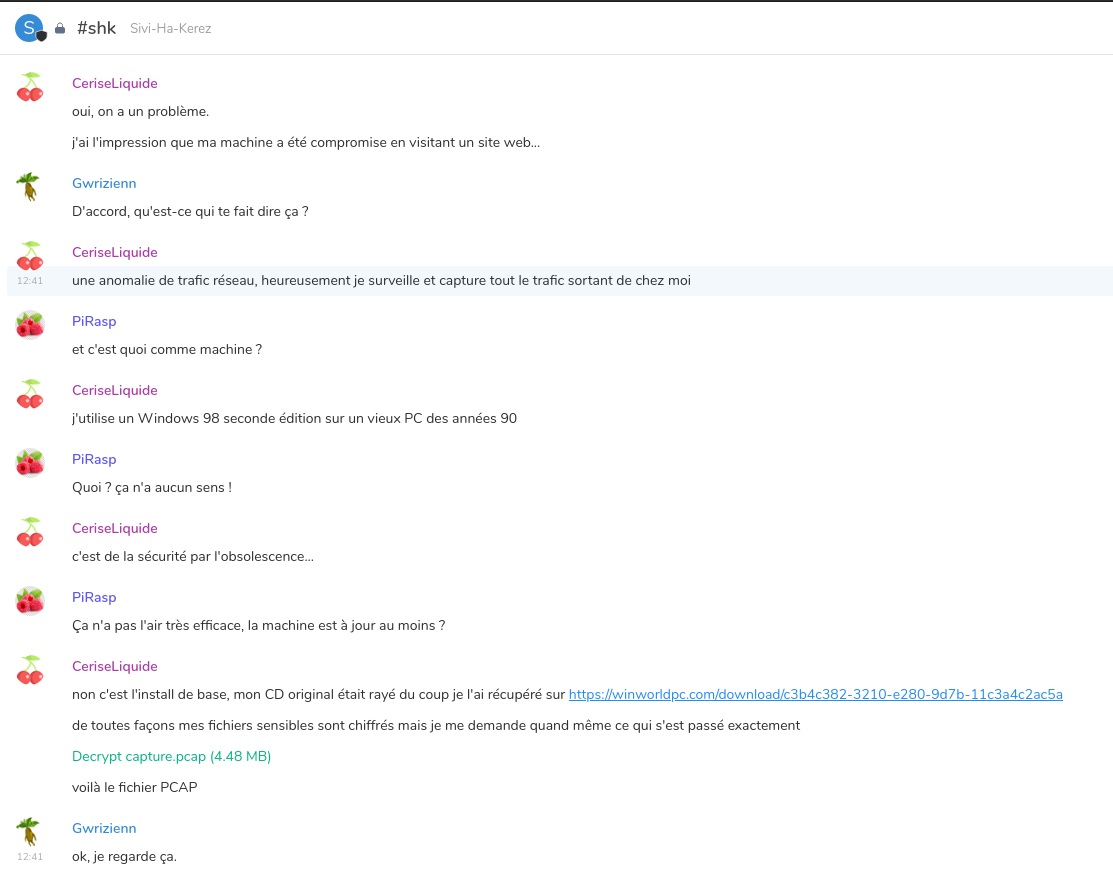 S #shk Sivi-Ha-Kerez
CeriseLiquide
oui, on a un problème.
j'ai l'impression que ma machine a été compromise en visitant un site web...
Gwrizienn
D'accord, qu'est-ce qui te fait dire ça ?
CeriseLiquide
12:41 une anomalie de trafic réseau, heureusement je surveille et capture tout le trafic sortant de chez moi
PiRasp
et c'est quoi comme machine ?
CeriseLiquide
j'utilise un Windows 98 seconde édition sur un vieux PC des années 90
PiRasp
Quoi ? ça n'a aucun sens !
CeriseLiquide
c'est de la sécurité par l'obsolescence...
PiRasp
Ça n'a pas l'air très efficace, la machine est à jour au moins ?
CeriseLiquide
non c'est l'install de base, mon CD original était rayé du coup je l'ai récupéré sur https://winworldpc.com/download/c3b4c382-3210-e280-9d7b-11c3a4c2ac5a
de toutes façons mes fichiers sensibles sont chiffrés mais je me demande quand même ce qui s'est passé exactement
Decrypt capture.pcap (4.48 MB)
voilà le fichier PCAP
Gwrizienn
12:41 ok, je regarde ça.